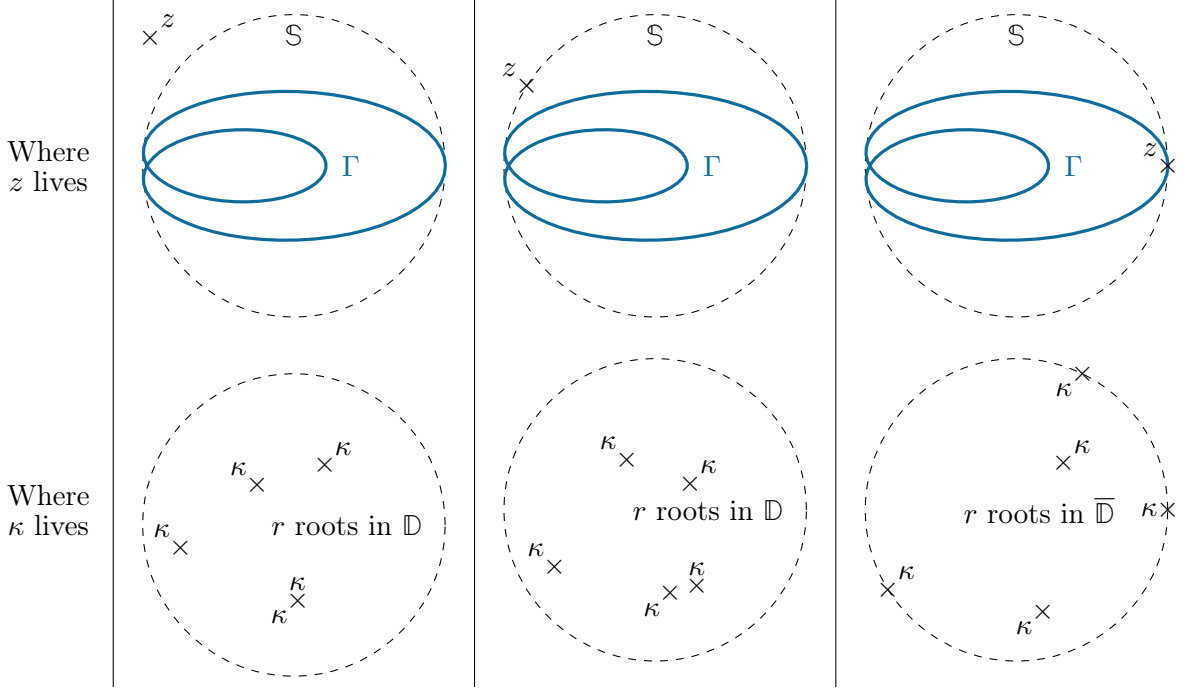 z
𝕊
z
𝕊
𝕊
Where
z lives
Γ
Γ
z
Γ
κ
κ
κ
κ
κ
r roots in 𝔻
κ
κ
κ
κ
κ
r roots in 𝔻
κ
κ
κ
κ
κ
r roots in 𝔻̅
Where
κ lives